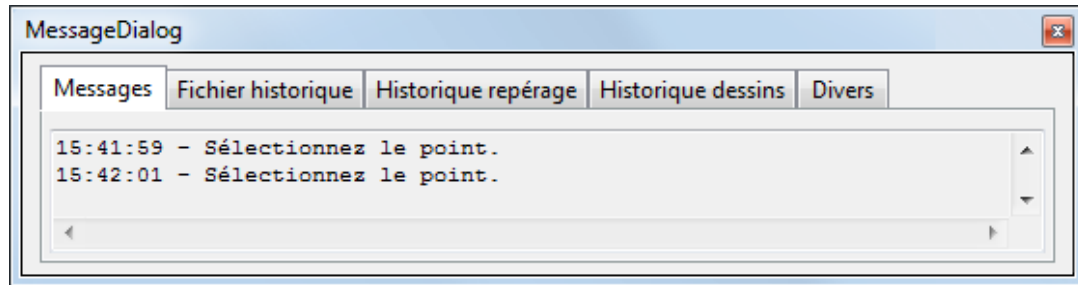 MessageDialog
Messages Fichier historique Historique repérage Historique dessins Divers
15:41:59 - Sélectionnez le point.
15:42:01 - Sélectionnez le point.